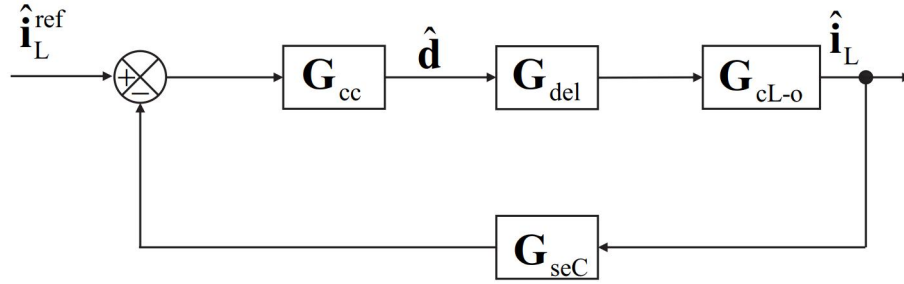 î_L^ref
+
−
G_cc
d̂
G_del
G_cL-o
î_L
G_seC